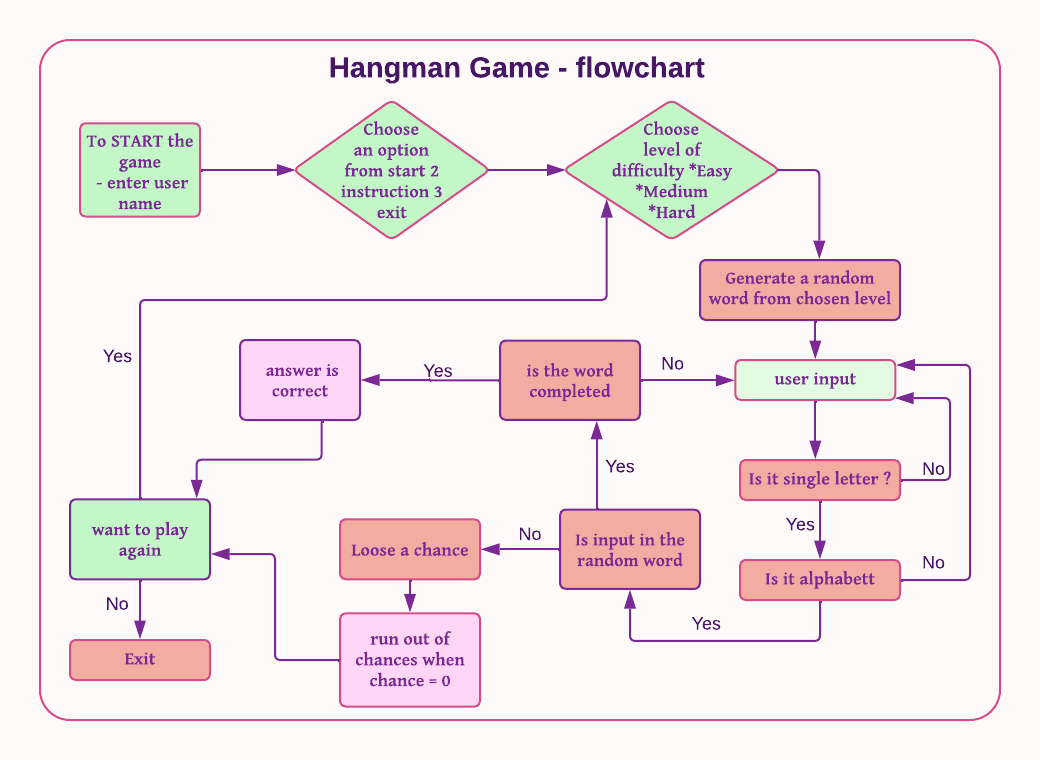 Hangman Game - flowchart
To START the
game
- enter user
name
Choose
an option
from start 2
instruction 3
exit
Choose
level of
difficulty *Easy
*Medium
*Hard
Generate a random
word from chosen level
Yes
answer is
correct
Yes
is the word
completed
No
user input
Yes
Is it single letter ?
No
want to play
again
Loose a chance
No
Is input in the
random word
Yes
Is it alphabett
No
No
Exit
run out of
chances when
chance = 0
Yes